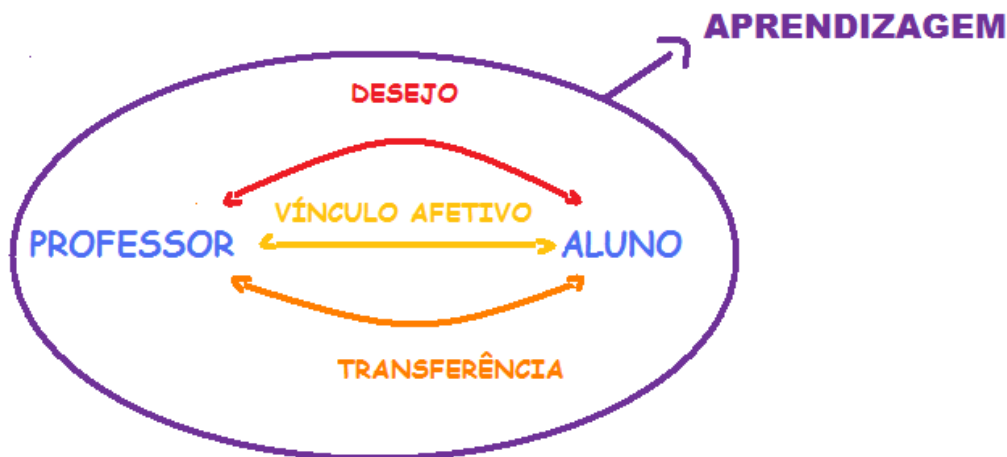 APRENDIZAGEM
DESEJO
VÍNCULO AFETIVO
PROFESSOR
ALUNO
TRANSFERÊNCIA